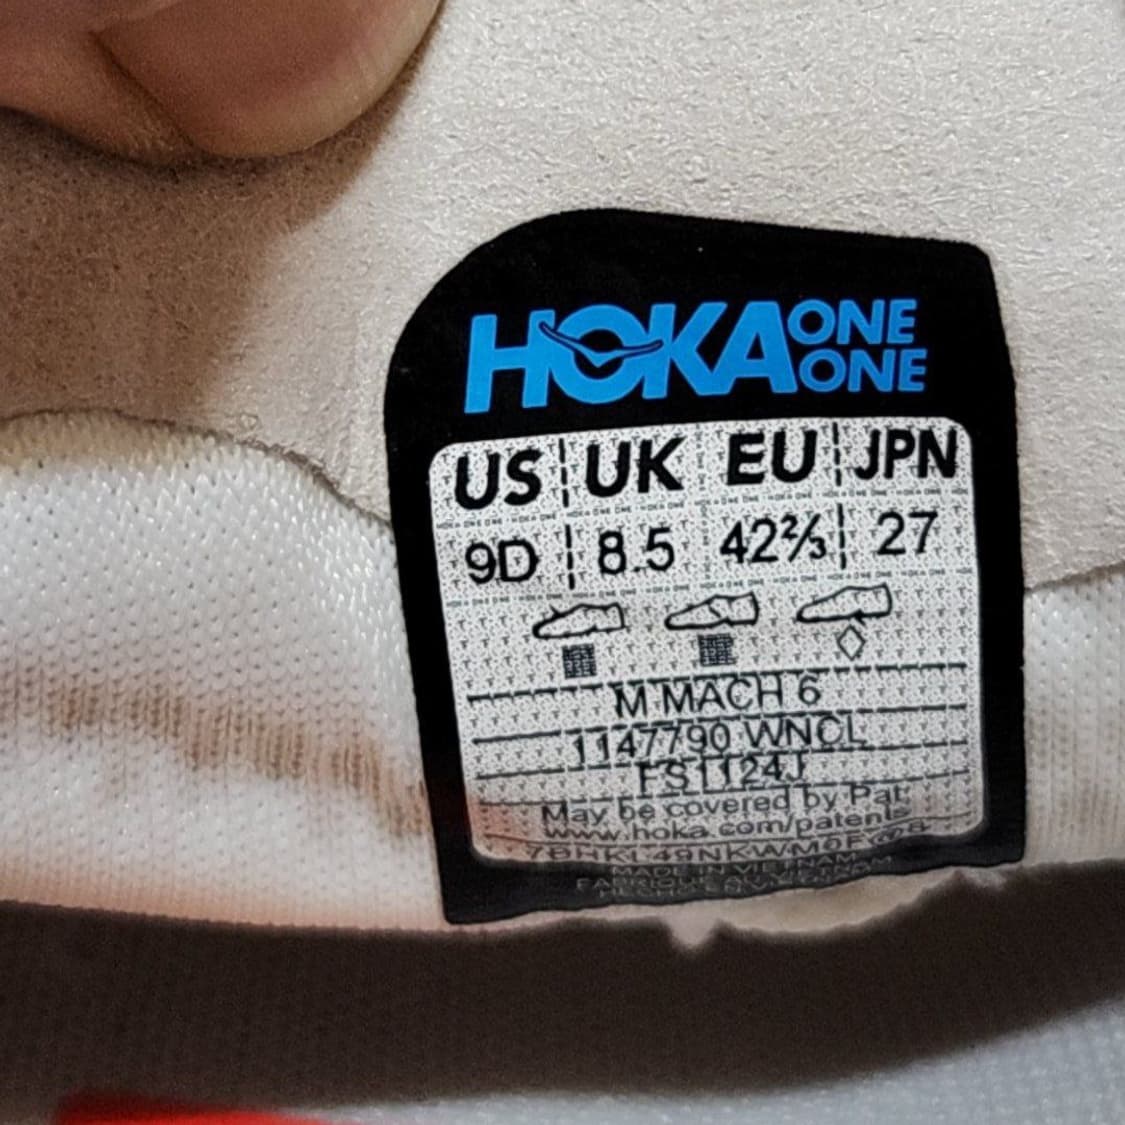 HOKA ONE ONE
US UK EU JPN
9D 8.5 42⅔ 27
M MACH 6
1147790 WNCL
FS1124J
May be covered by Pat.
www.hoka.com/patents
MADE IN VIETNAM